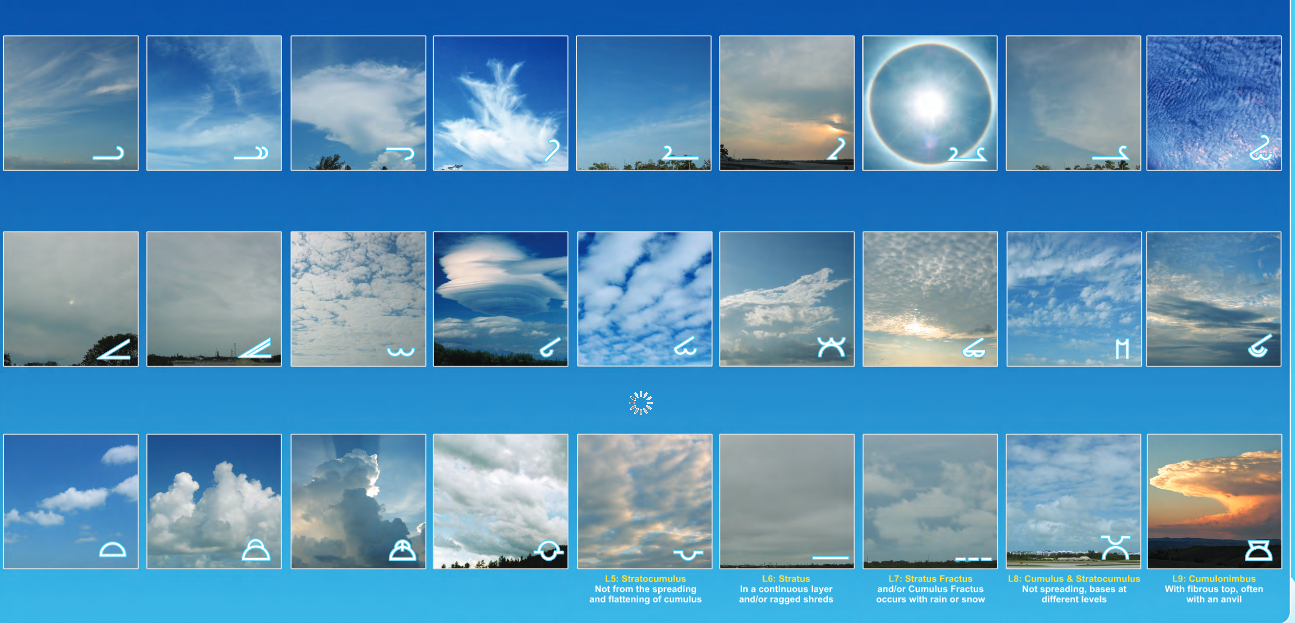 L5: Stratocumulus
Not from the spreading
and flattening of cumulus
L6: Stratus
In a continuous layer
and/or ragged shreds
L7: Stratus Fractus
and/or Cumulus Fractus
occurs with rain or snow
L8: Cumulus & Stratocumulus
Not spreading, bases at
different levels
L9: Cumulonimbus
With fibrous top, often
with an anvil